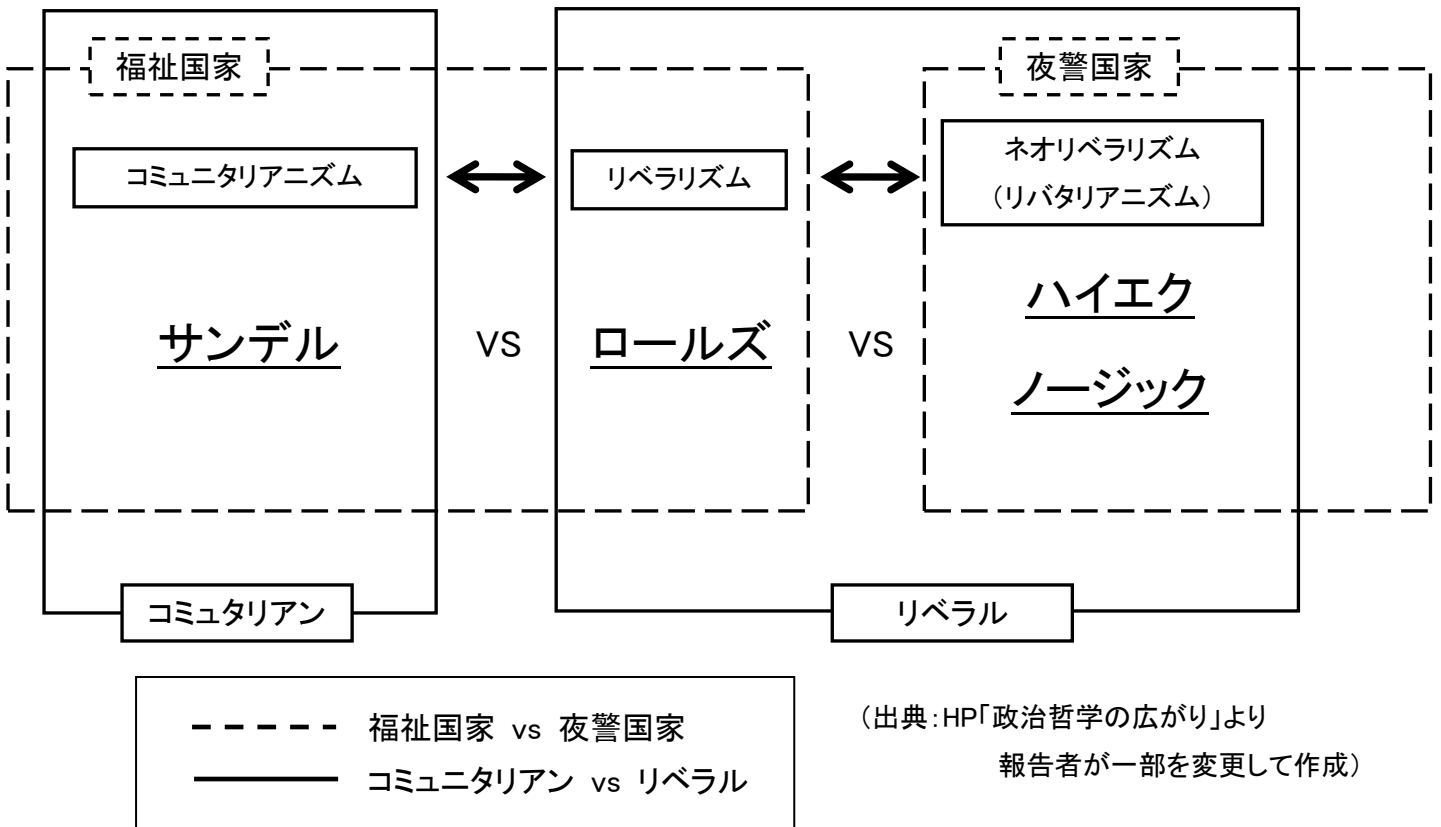 福祉国家
夜警国家
コミュニタリアニズム
リベラリズム
ネオリベラリズム
（リバタリアニズム）
サンデル
VS
ロールズ
VS
ハイエク
ノージック
コミュタリアン
リベラル
福祉国家 vs 夜警国家
コミュニタリアン vs リベラル
（出典：HP「政治哲学の広がり」より
報告者が一部を変更して作成）